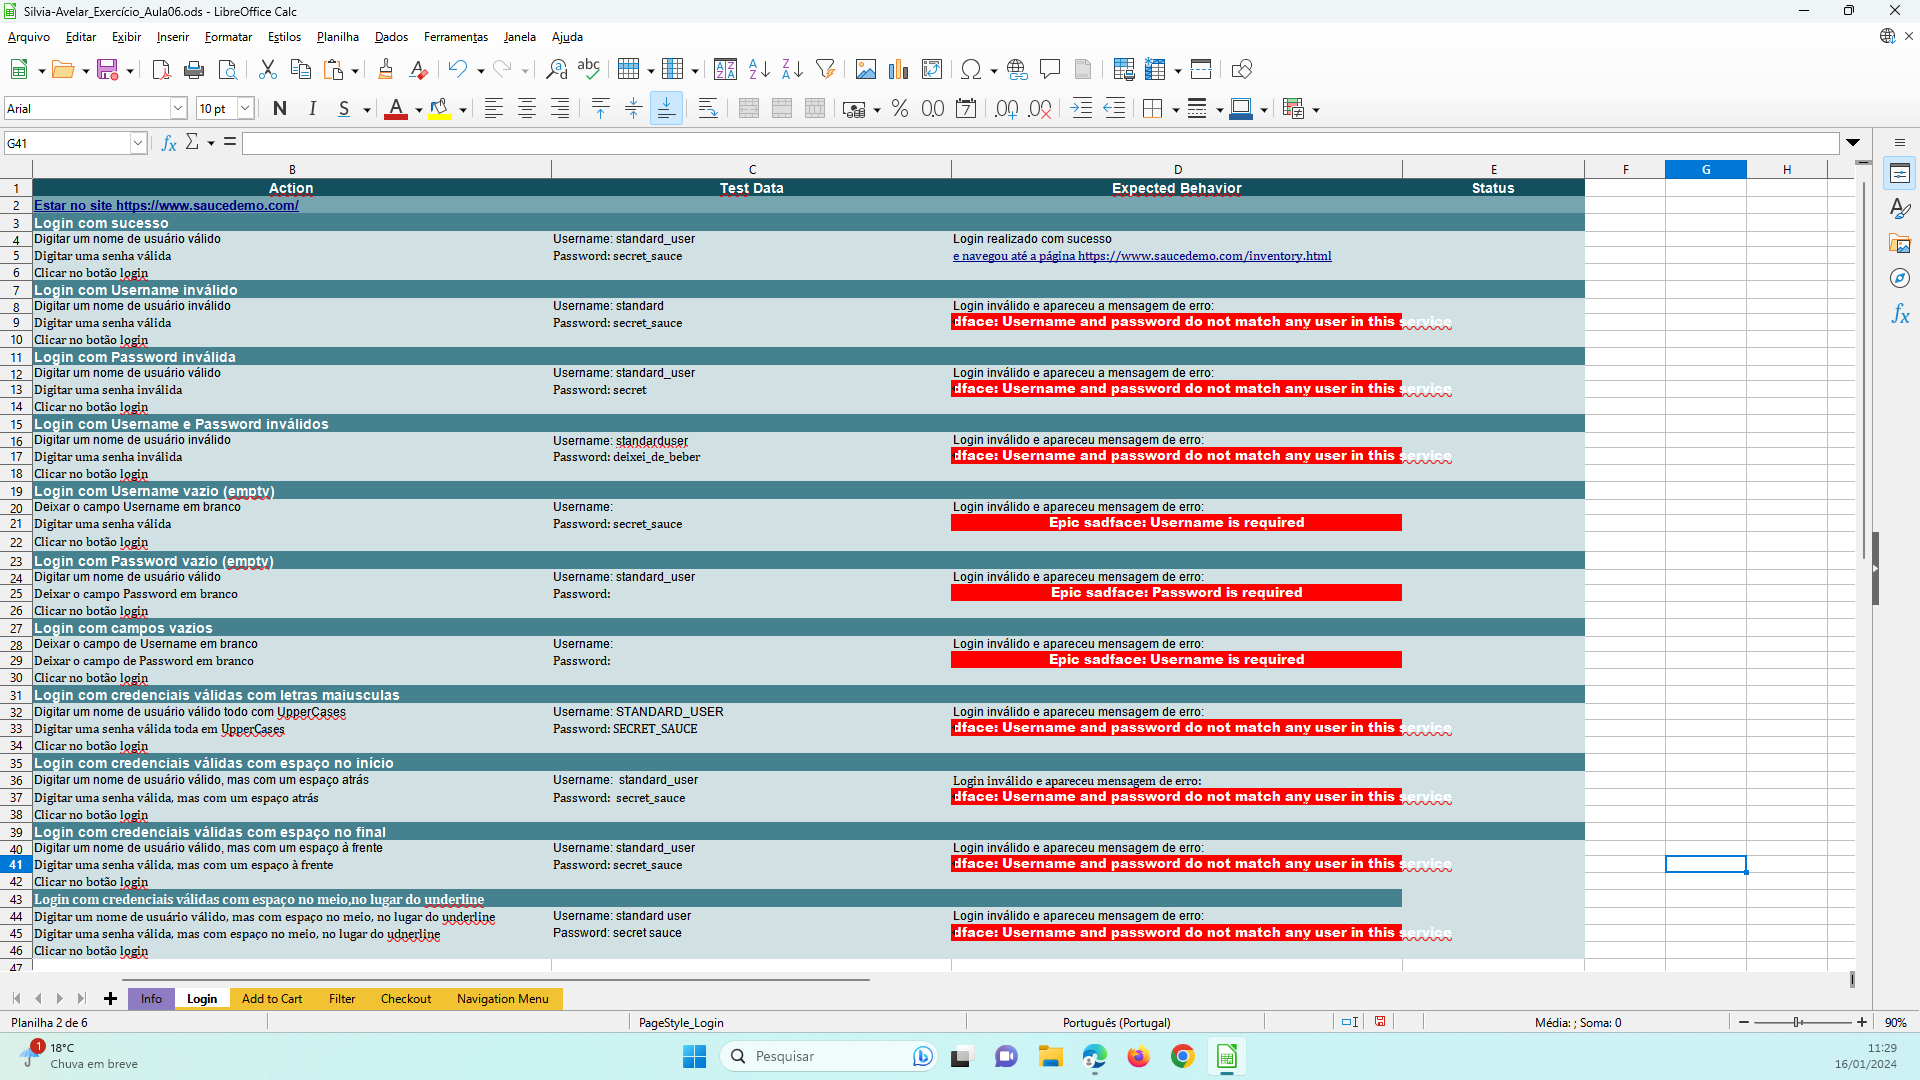 Silvia-Avelar_Exercício_Aula06.ods - LibreOffice Calc
Arquivo Editar Exibir Inserir Formatar Estilos Planilha Dados Ferramentas Janela Ajuda
Arial 10 pt N I S
G41
B C D E F G H
1 Action Test Data Expected Behavior Status
2 Estar no site https://www.saucedemo.com/
3 Login com sucesso
4 Digitar um nome de usuário válido Username: standard_user Login realizado com sucesso
5 Digitar uma senha válida Password: secret_sauce e navegou até a página https://www.saucedemo.com/inventory.html
6 Clicar no botão login
7 Login com Username inválido
8 Digitar um nome de usuário inválido Username: standard Login inválido e apareceu a mensagem de erro:
9 Digitar uma senha válida Password: secret_sauce dface: Username and password do not match any user in this service
10 Clicar no botão login
11 Login com Password inválida
12 Digitar um nome de usuário válido Username: standard_user Login inválido e apareceu a mensagem de erro:
13 Digitar uma senha inválida Password: secret dface: Username and password do not match any user in this service
14 Clicar no botão login
15 Login com Username e Password inválidos
16 Digitar um nome de usuário inválido Username: standarduser Login inválido e apareceu mensagem de erro:
17 Digitar uma senha inválida Password: deixei_de_beber dface: Username and password do not match any user in this service
18 Clicar no botão login
19 Login com Username vazio (empty)
20 Deixar o campo Username em branco Username: Login inválido e apareceu mensagem de erro:
21 Digitar uma senha válida Password: secret_sauce Epic sadface: Username is required
22 Clicar no botão login
23 Login com Password vazio (empty)
24 Digitar um nome de usuário válido Username: standard_user Login inválido e apareceu mensagem de erro:
25 Deixar o campo Password em branco Password: Epic sadface: Password is required
26 Clicar no botão login
27 Login com campos vazios
28 Deixar o campo de Username em branco Username: Login inválido e apareceu mensagem de erro:
29 Deixar o campo de Password em branco Password: Epic sadface: Username is required
30 Clicar no botão login
31 Login com credenciais válidas com letras maiusculas
32 Digitar um nome de usuário válido todo com UpperCases Username: STANDARD_USER Login inválido e apareceu mensagem de erro:
33 Digitar uma senha válida toda em UpperCases Password: SECRET_SAUCE dface: Username and password do not match any user in this service
34 Clicar no botão login
35 Login com credenciais válidas com espaço no início
36 Digitar um nome de usuário válido, mas com um espaço atrás Username:  standard_user Login inválido e apareceu mensagem de erro:
37 Digitar uma senha válida, mas com um espaço atrás Password:  secret_sauce dface: Username and password do not match any user in this service
38 Clicar no botão login
39 Login com credenciais válidas com espaço no final
40 Digitar um nome de usuário válido, mas com um espaço à frente Username: standard_user Login inválido e apareceu mensagem de erro:
41 Digitar uma senha válida, mas com um espaço à frente Password: secret_sauce dface: Username and password do not match any user in this service
42 Clicar no botão login
43 Login com credenciais válidas com espaço no meio,no lugar do underline
44 Digitar um nome de usuário válido, mas com espaço no meio, no lugar do underline Username: standard user Login inválido e apareceu mensagem de erro:
45 Digitar uma senha válida, mas com espaço no meio, no lugar do udnerline Password: secret sauce dface: Username and password do not match any user in this service
46 Clicar no botão login
47
Info Login Add to Cart Filter Checkout Navigation Menu
Planilha 2 de 6 PageStyle_Login Português (Portugal) Média: ; Soma: 0 90%
1 18°C
Chuva em breve
Pesquisar
11:29
16/01/2024